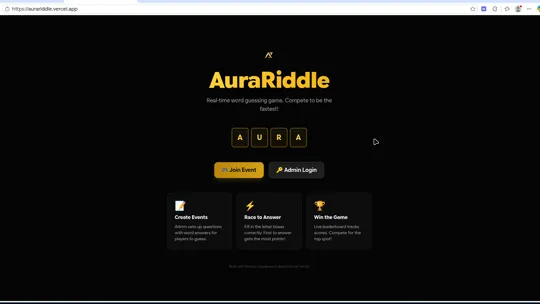 https://aurariddle.vercel.app
AuraRiddle
Real-time word guessing game. Compete to be the
fastest!
A U R A
Join Event
Admin Login
Create Events
Admin sets up questions
with word answers for
players to guess.
Race to Answer
Fill in the letter boxes
correctly. First to answer
gets the most points!
Win the Game
Live leaderboard tracks
scores. Compete for the
top spot!